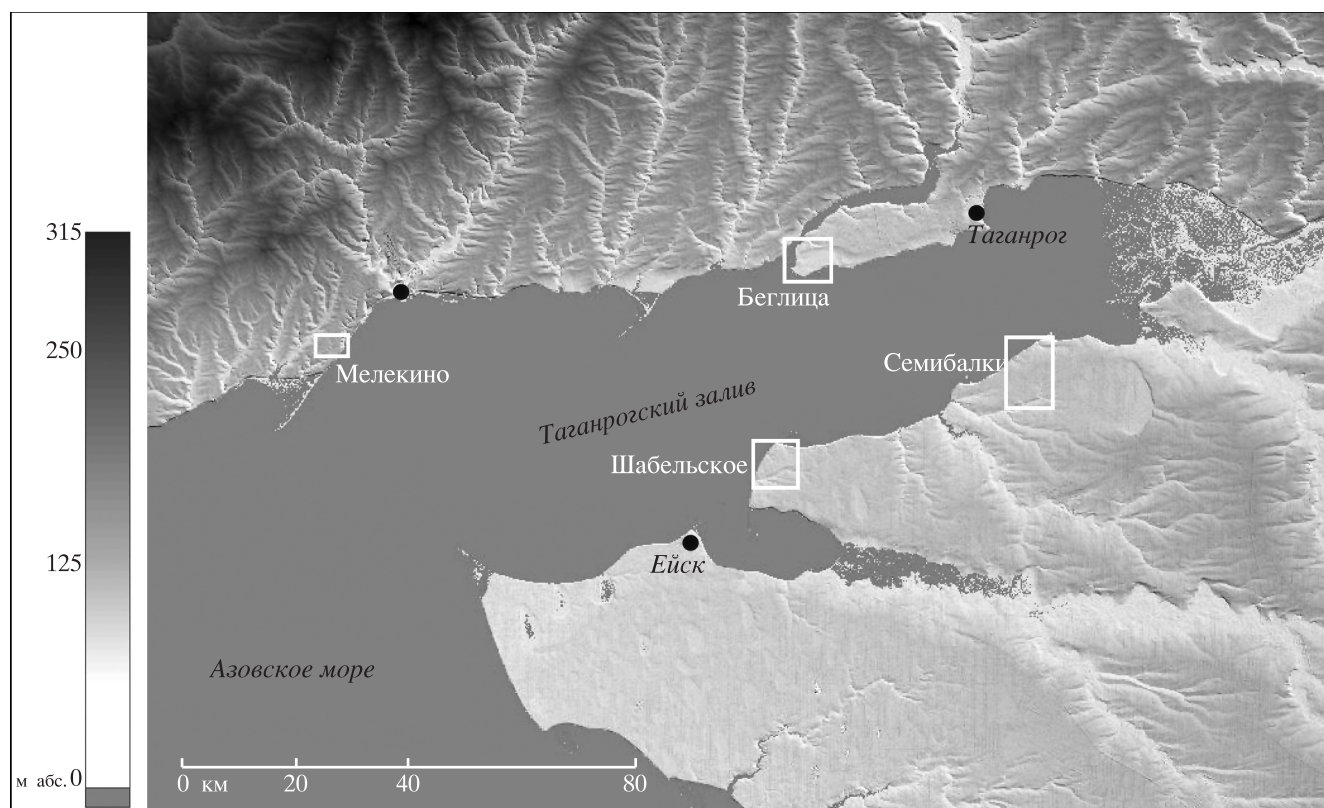 315
250
125
м абс. 0
Таганрог
Беглица
Мелекино
Семибалки
Таганрогский залив
Шабельское
Ейск
Азовское море
0 км 20 40 80